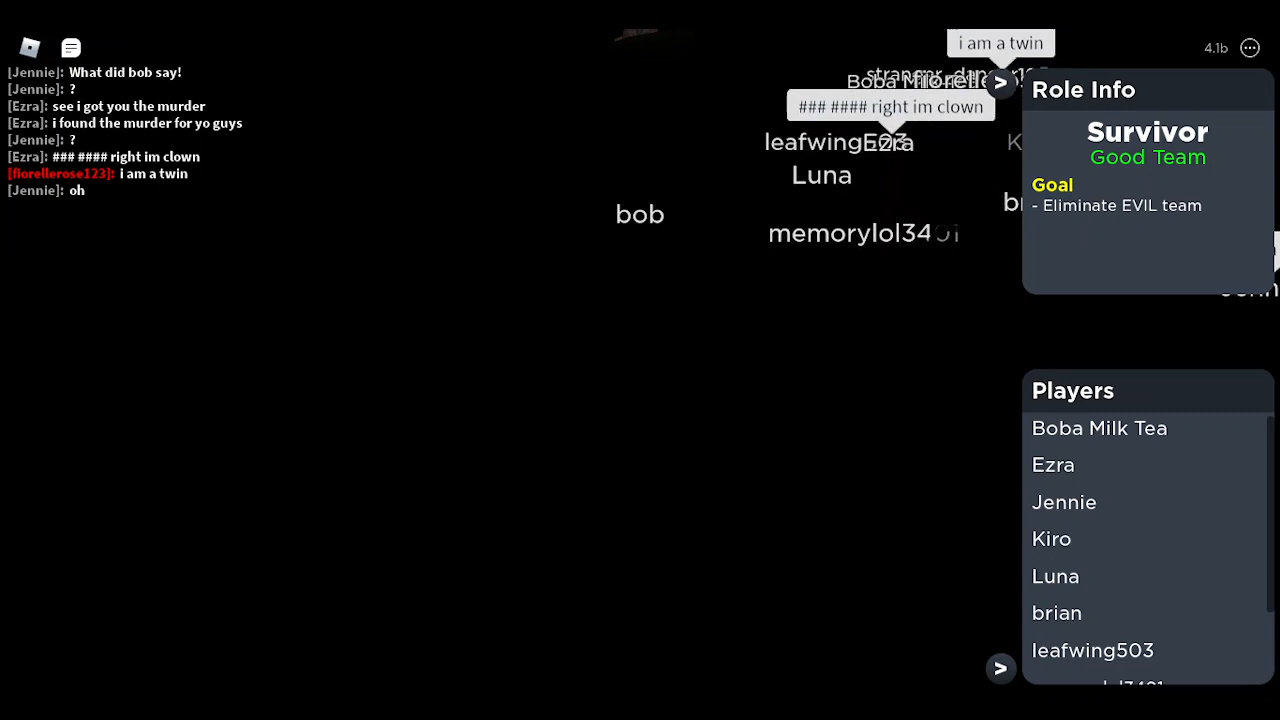 i am a twin
4.1b
[Jennie]: What did bob say!
[Jennie]: ?
[Ezra]: see i got you the murder
[Ezra]: i found the murder for yo guys
[Jennie]: ?
[Ezra]: ### #### right im clown
[fiorellerose123]: i am a twin
[Jennie]: oh
Boba
### #### right im clown
leafwing503
Ezra
Luna
bob
memorylol34
>
Role Info
Survivor
Good Team
Goal
- Eliminate EVIL team
Players
Boba Milk Tea
Ezra
Jennie
Kiro
Luna
brian
leafwing503
>